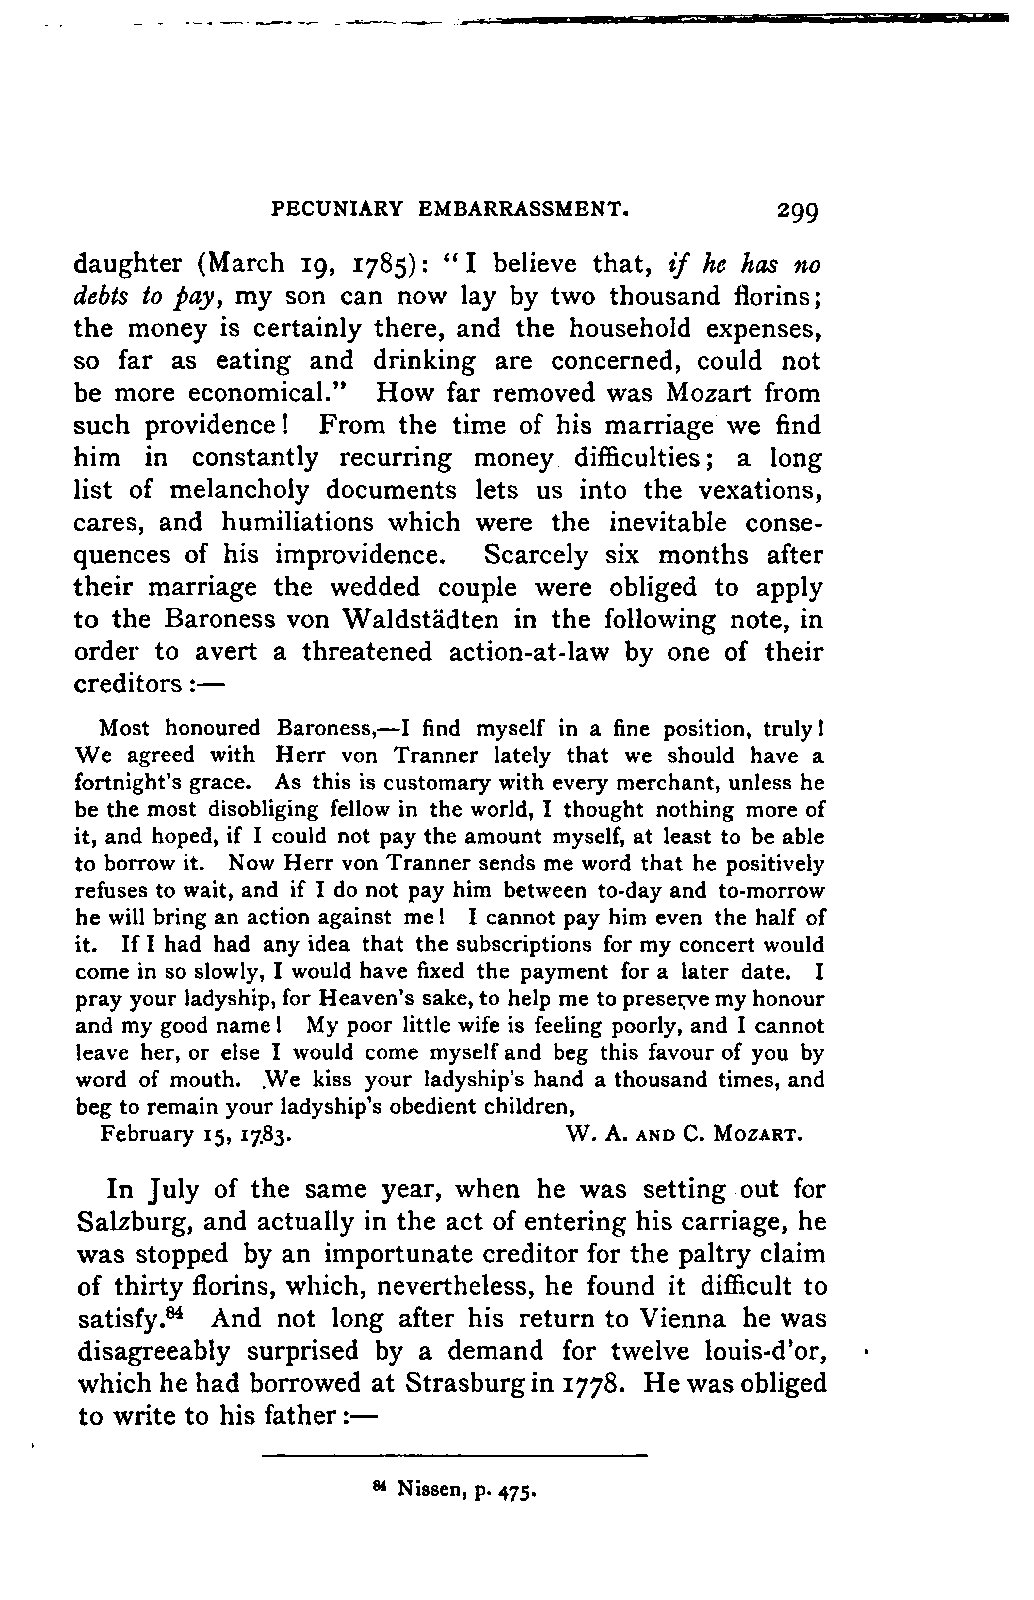 PECUNIARY EMBARRASSMENT. 299
daughter (March 19, 1785): "I believe that, if he has no
debts to pay, my son can now lay by two thousand florins;
the money is certainly there, and the household expenses,
so far as eating and drinking are concerned, could not
be more economical." How far removed was Mozart from
such providence! From the time of his marriage we find
him in constantly recurring money difficulties; a long
list of melancholy documents lets us into the vexations,
cares, and humiliations which were the inevitable conse-
quences of his improvidence. Scarcely six months after
their marriage the wedded couple were obliged to apply
to the Baroness von Waldstädten in the following note, in
order to avert a threatened action-at-law by one of their
creditors:—
Most honoured Baroness,—I find myself in a fine position, truly!
We agreed with Herr von Tranner lately that we should have a
fortnight's grace. As this is customary with every merchant, unless he
be the most disobliging fellow in the world, I thought nothing more of
it, and hoped, if I could not pay the amount myself, at least to be able
to borrow it. Now Herr von Tranner sends me word that he positively
refuses to wait, and if I do not pay him between to-day and to-morrow
he will bring an action against me! I cannot pay him even the half of
it. If I had had any idea that the subscriptions for my concert would
come in so slowly, I would have fixed the payment for a later date. I
pray your ladyship, for Heaven's sake, to help me to preserve my honour
and my good name! My poor little wife is feeling poorly, and I cannot
leave her, or else I would come myself and beg this favour of you by
word of mouth. We kiss your ladyship's hand a thousand times, and
beg to remain your ladyship's obedient children,
February 15, 1783. W. A. AND C. MOZART.
In July of the same year, when he was setting out for
Salzburg, and actually in the act of entering his carriage, he
was stopped by an importunate creditor for the paltry claim
of thirty florins, which, nevertheless, he found it difficult to
satisfy.84 And not long after his return to Vienna he was
disagreeably surprised by a demand for twelve louis-d'or,
which he had borrowed at Strasburg in 1778. He was obliged
to write to his father:—
84 Nissen, p. 475.